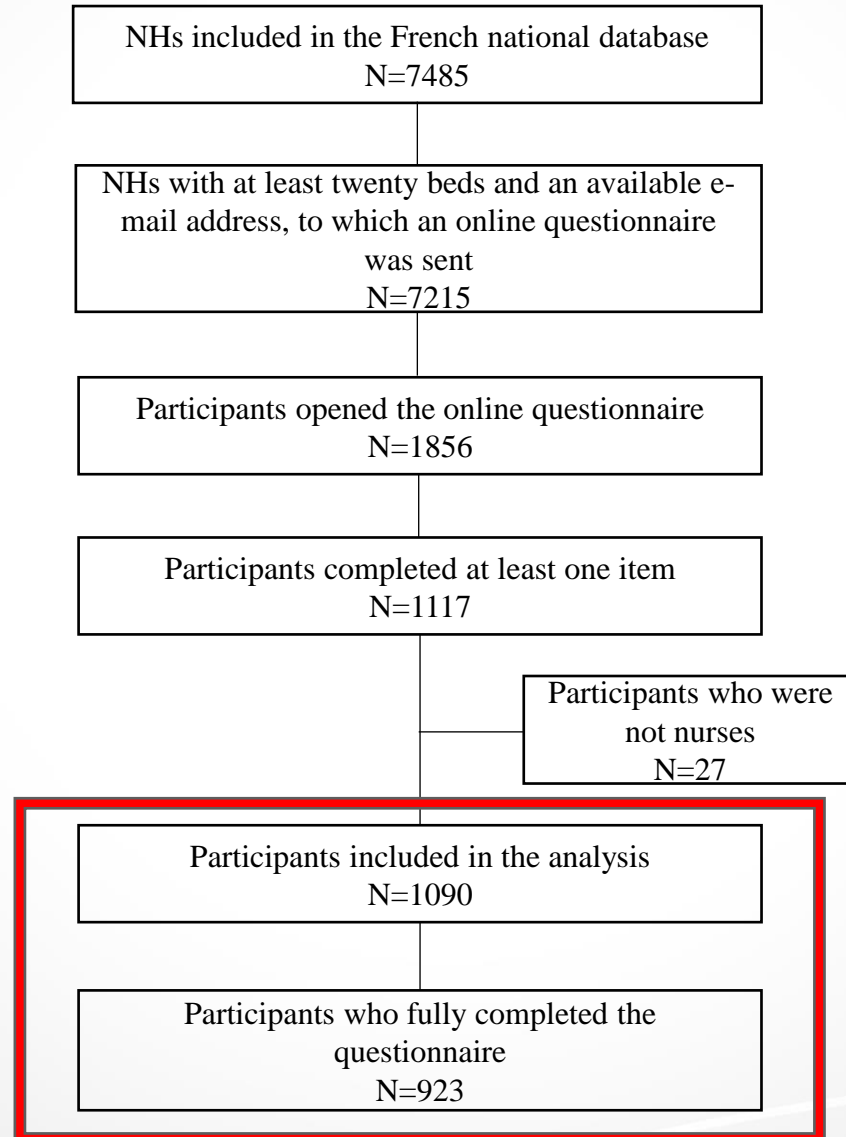 NHs included in the French national database
N=7485
NHs with at least twenty beds and an available e-
mail address, to which an online questionnaire
was sent
N=7215
Participants opened the online questionnaire
N=1856
Participants completed at least one item
N=1117
Participants who were
not nurses
N=27
Participants included in the analysis
N=1090
Participants who fully completed the
questionnaire
N=923